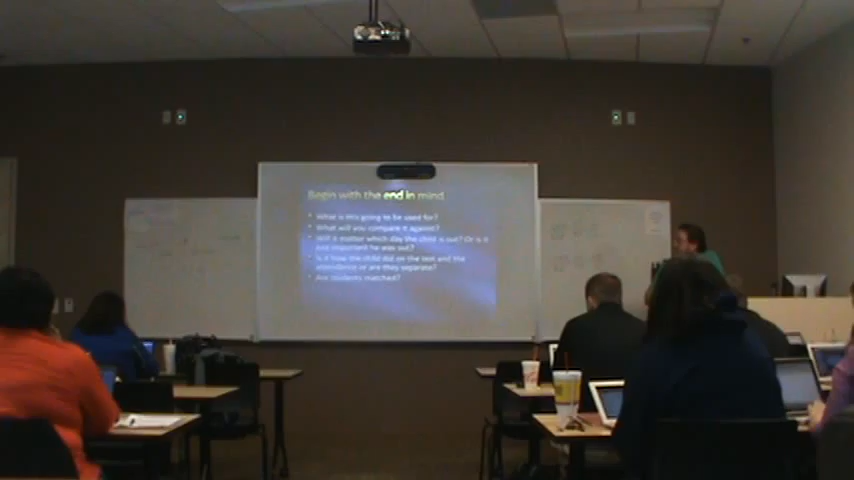 Begin with the end in mind
• What is this going to be used for?
• What will you compare it against?
• Will it matter which day the child is out? Or is it
just important he was out?
• Is it how the child did on the test and the
attendance or are they separate?
• Are students matched?